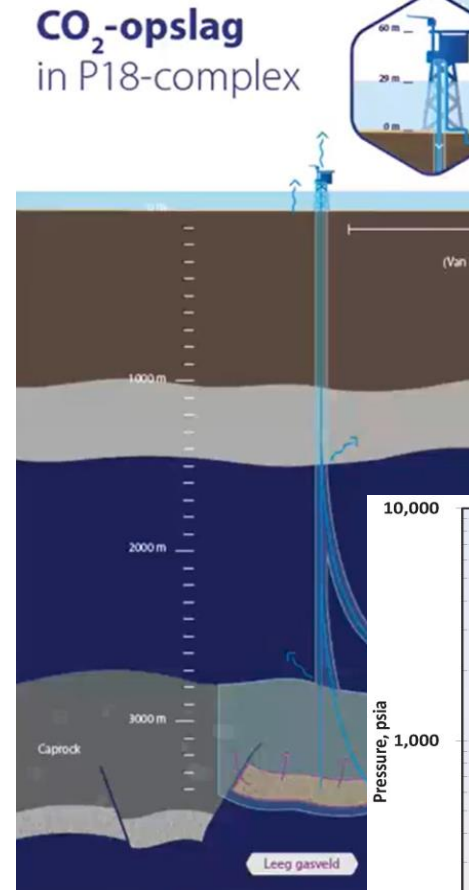 CO₂-opslag
in P18-complex
60 m
29 m
0 m
(Van
1000 m
2000 m
3000 m
Caprock
Leeg gasveld
10,000
Pressure, psia
1,000